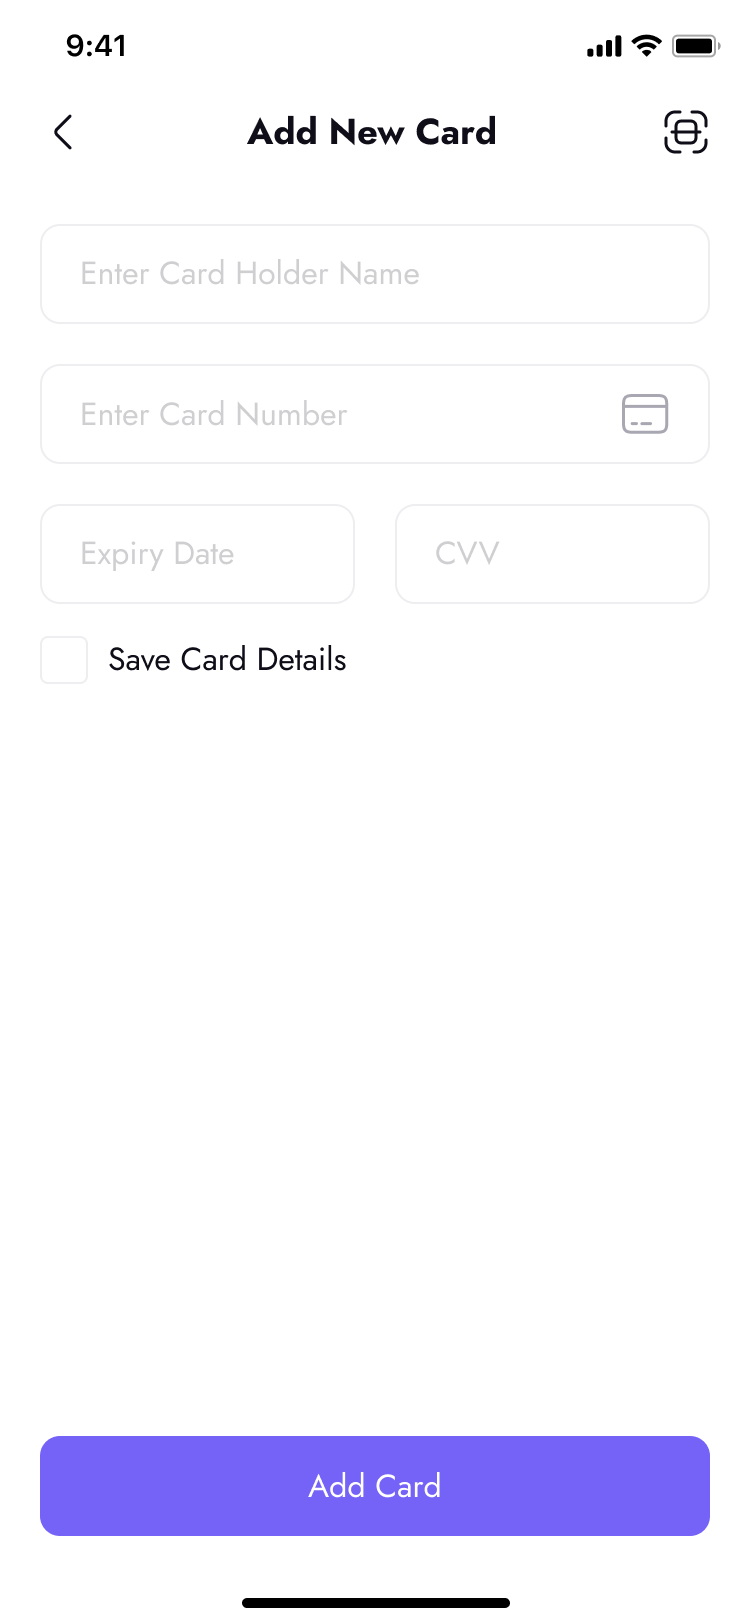 9:41
Add New Card
Enter Card Holder Name
Enter Card Number
Expiry Date
CVV
Save Card Details
Add Card